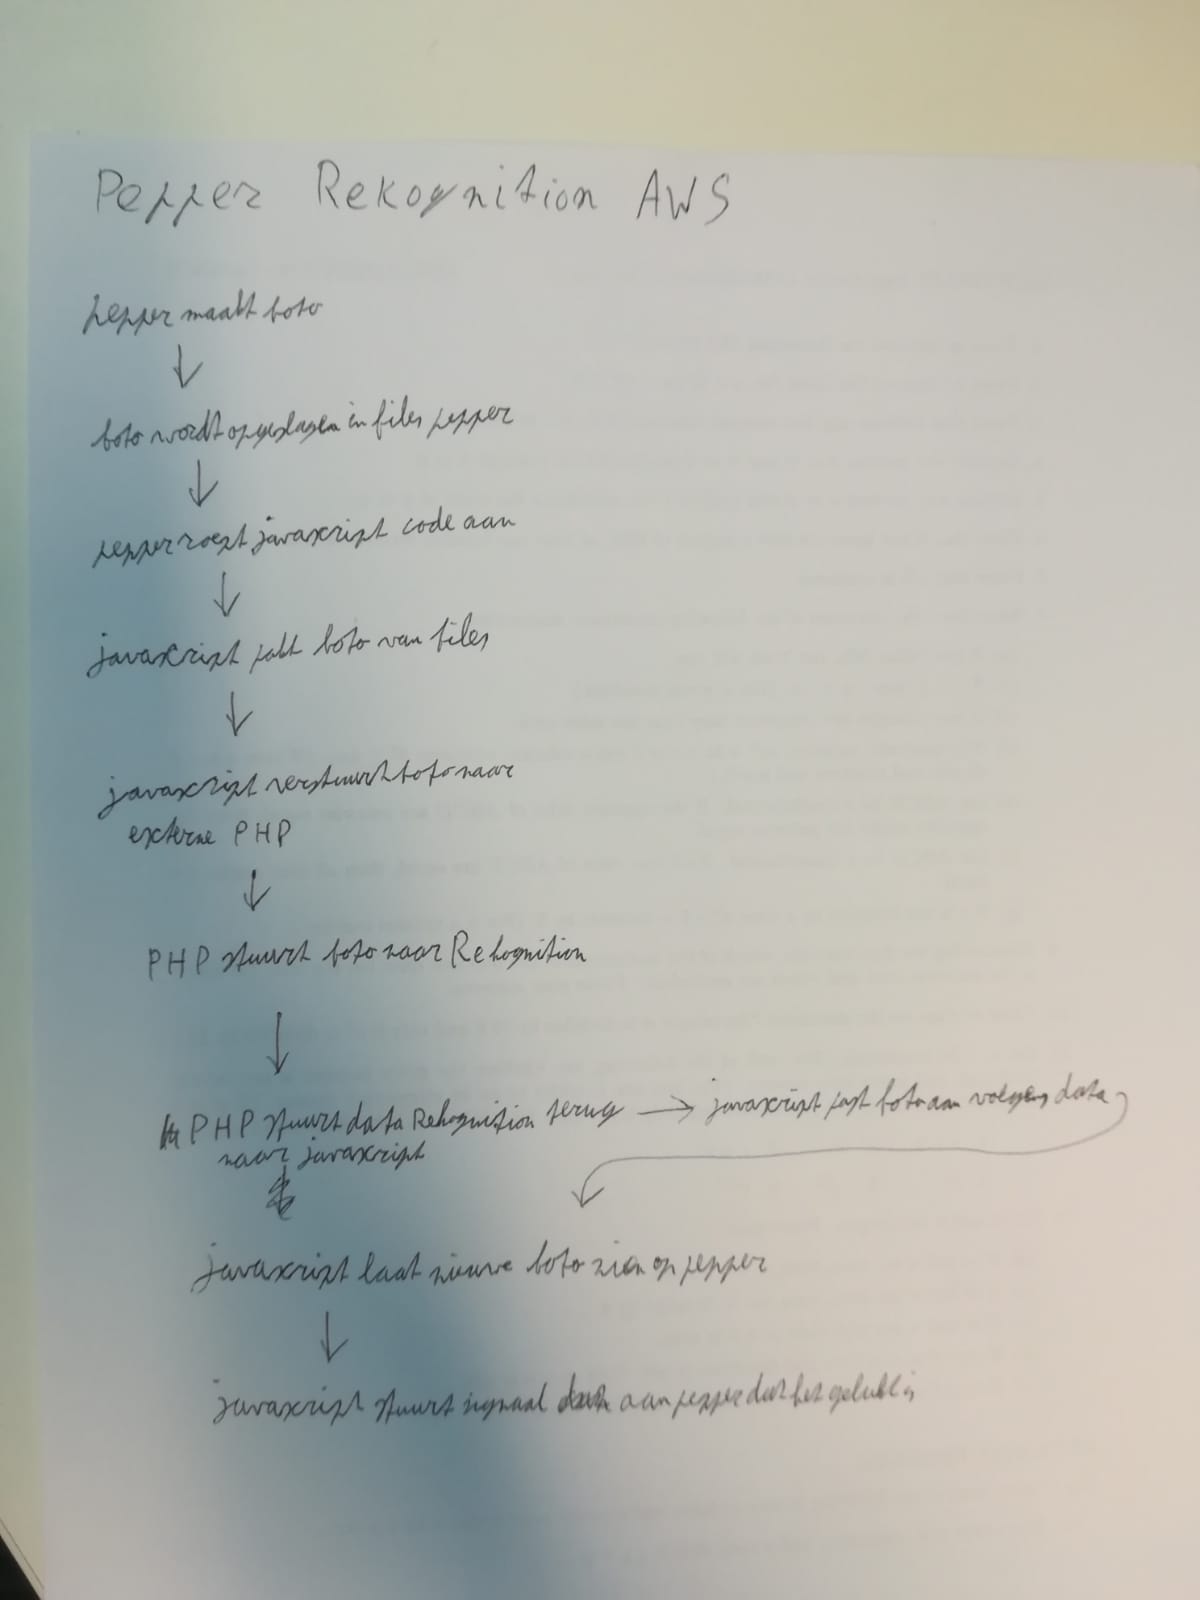 Pepper Rekognition AWS
pepper maakt foto
foto wordt opgeslagen in files pepper
pepper roept javascript code aan
javascript pakt foto van files
javascript verstuurt foto naar
externe PHP
PHP stuurt foto naar Rekognition
PHP stuurt data Rekognition terug → javascript past foto aan volgens data
naar javascript
javascript laat nieuwe foto zien op pepper
javascript stuurt signaal aan pepper dat het gelukt is